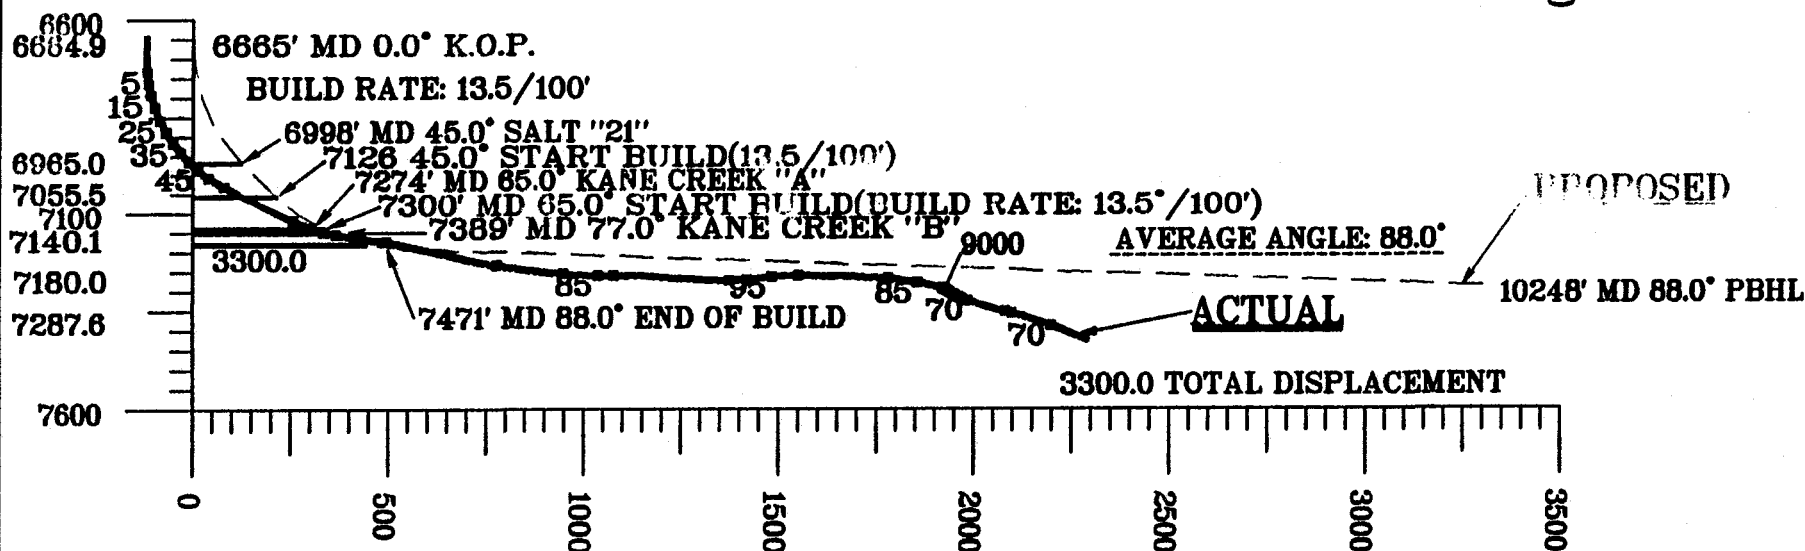 6600
6664.9
6665' MD 0.0° K.O.P.
BUILD RATE: 13.5/100'
5
15
25
35
45
6998' MD 45.0° SALT "21"
7126 45.0° START BUILD(13.5/100')
6965.0
7274' MD 65.0° KANE CREEK "A"
7055.5
7300' MD 65.0° START BUILD(BUILD RATE: 13.5°/100')
PROPOSED
7100
7389' MD 77.0° KANE CREEK "B"
7140.1
9000
AVERAGE ANGLE: 88.0°
3300.0
7180.0
85
95
85
70
10248' MD 88.0° PBHL
7287.6
7471' MD 88.0° END OF BUILD
70
ACTUAL
3300.0 TOTAL DISPLACEMENT
7600
0
500
1000
1500
2000
2500
3000
3500